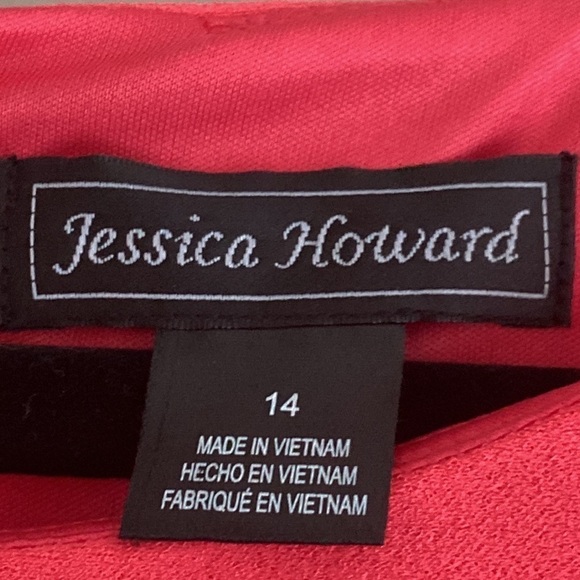 Jessica Howard
14
MADE IN VIETNAM
HECHO EN VIETNAM
FABRIQUÉ EN VIETNAM